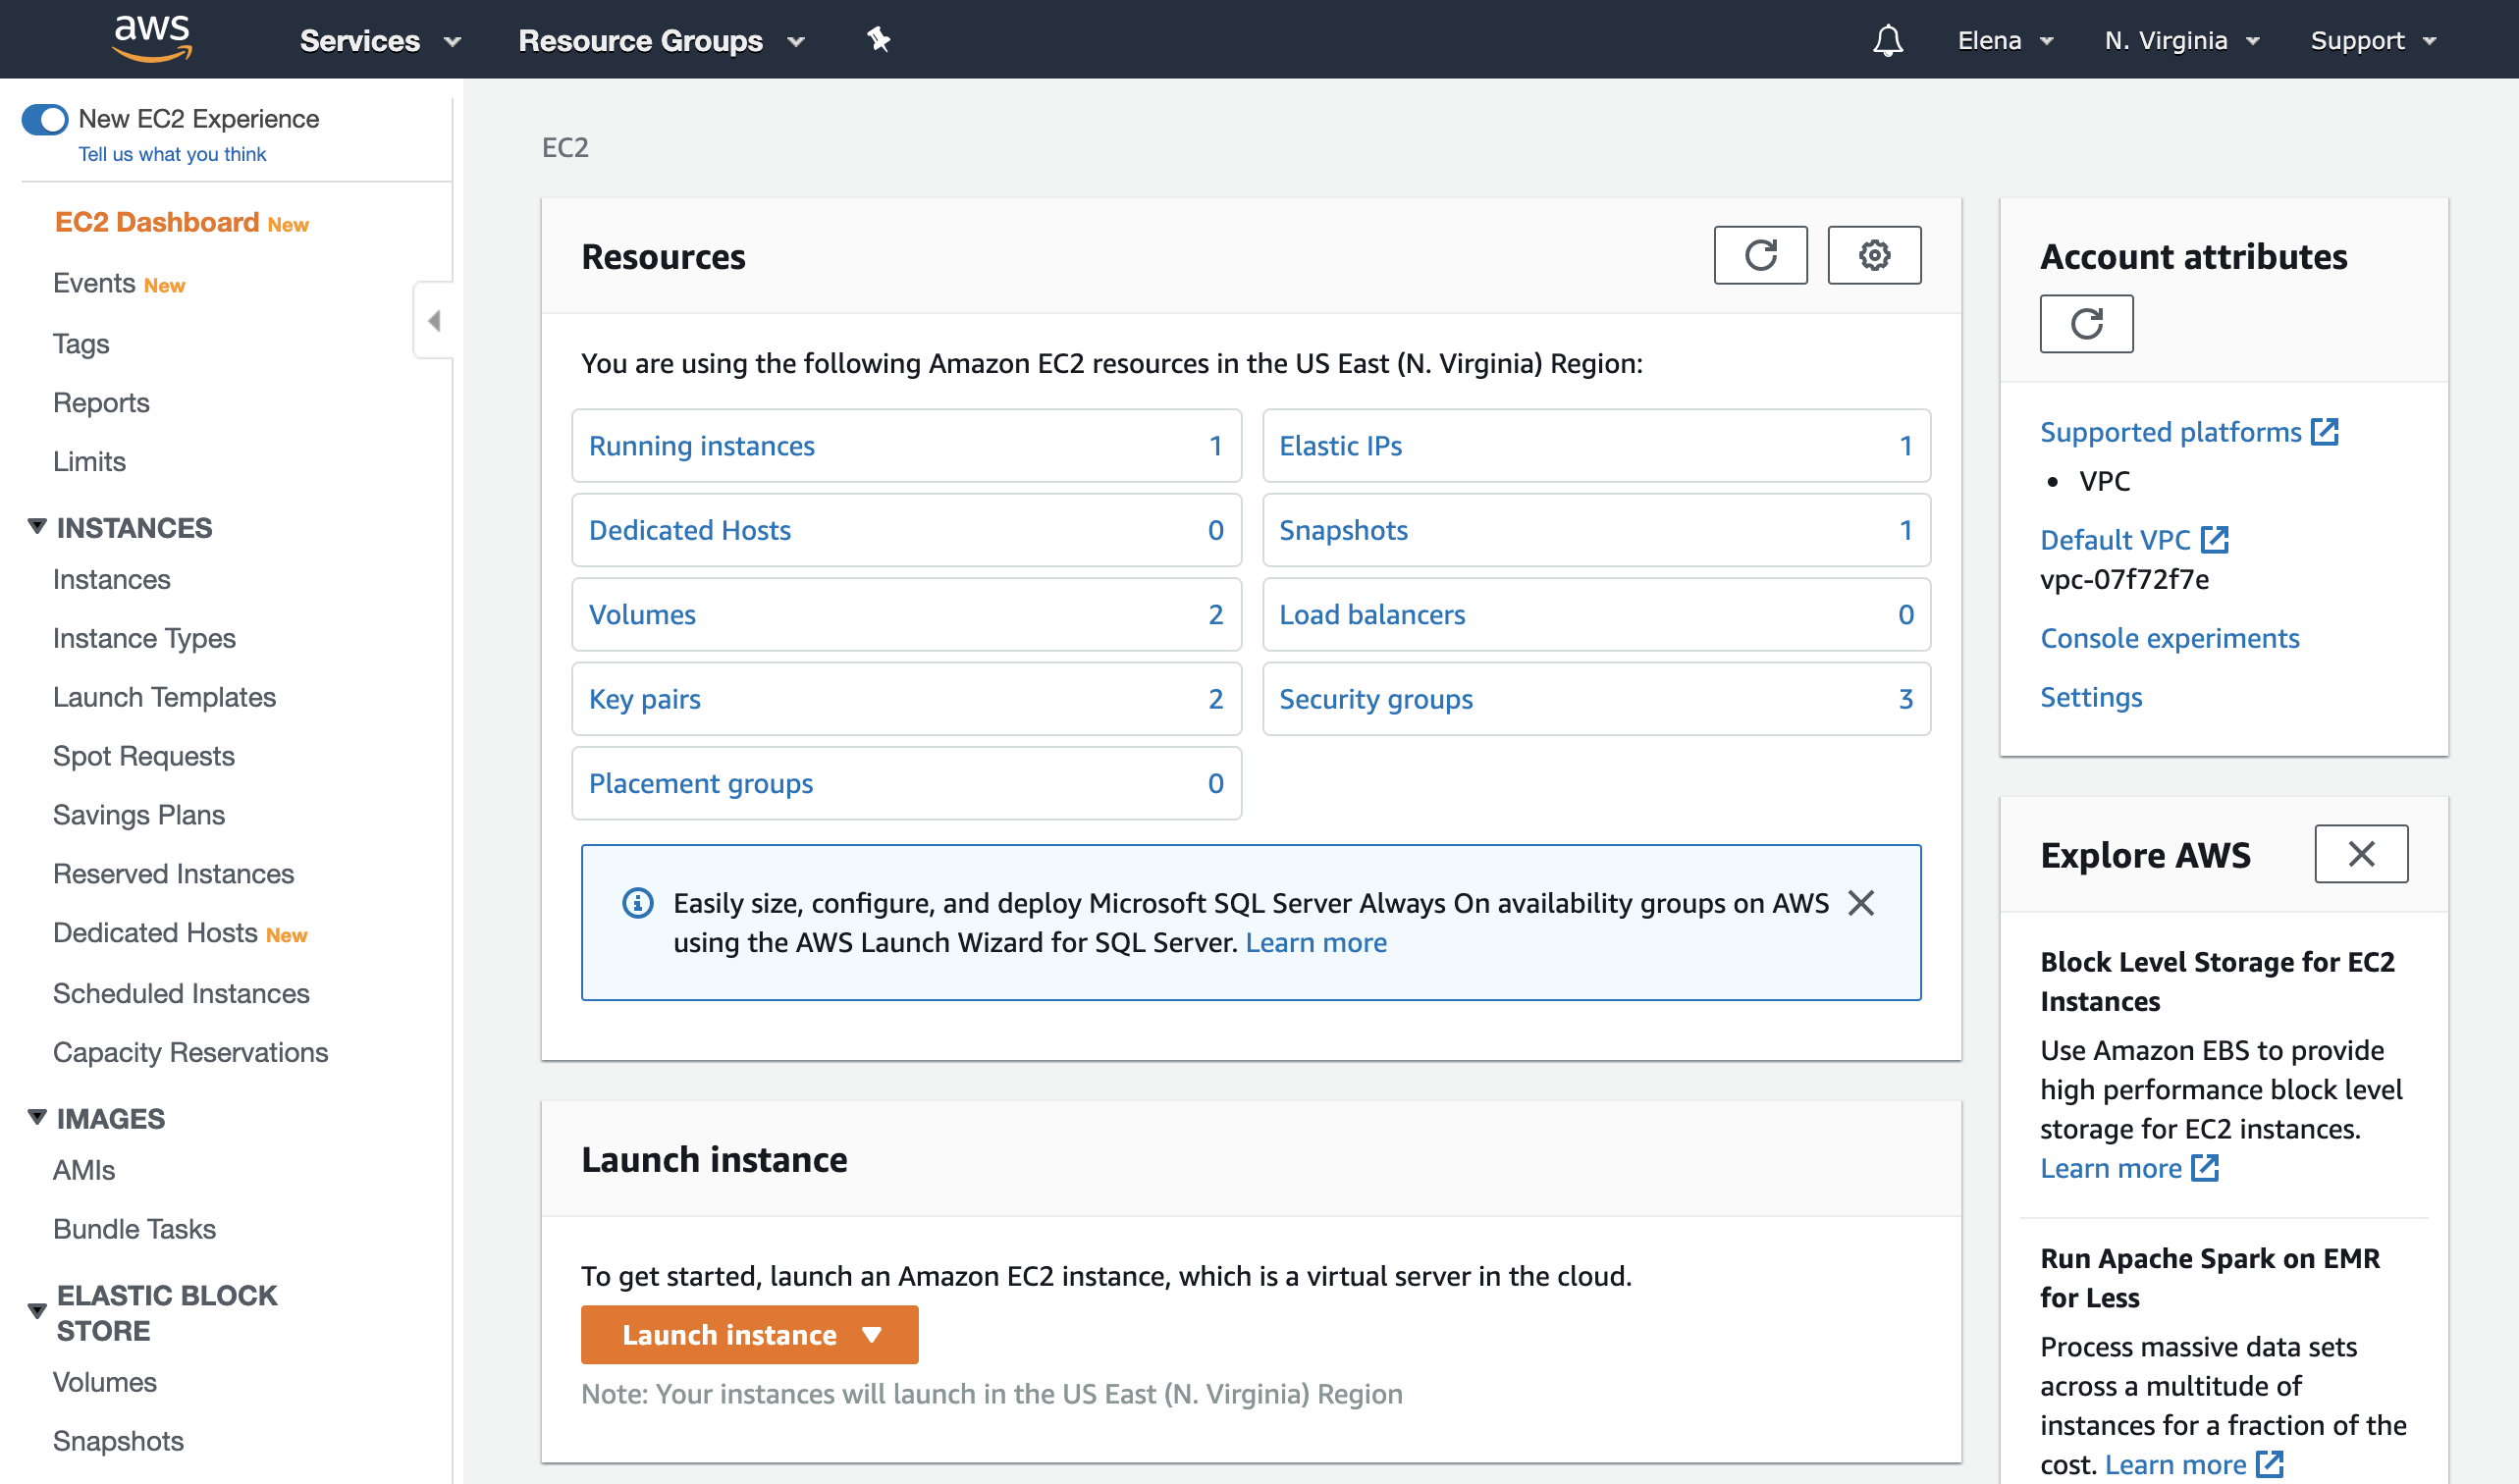 aws
Services
Resource Groups
Elena
N. Virginia
Support
New EC2 Experience
Tell us what you think
EC2 Dashboard New
Events New
Tags
Reports
Limits
INSTANCES
Instances
Instance Types
Launch Templates
Spot Requests
Savings Plans
Reserved Instances
Dedicated Hosts New
Scheduled Instances
Capacity Reservations
IMAGES
AMIs
Bundle Tasks
ELASTIC BLOCK
STORE
Volumes
Snapshots
EC2
Resources
You are using the following Amazon EC2 resources in the US East (N. Virginia) Region:
Running instances 1
Elastic IPs 1
Dedicated Hosts 0
Snapshots 1
Volumes 2
Load balancers 0
Key pairs 2
Security groups 3
Placement groups 0
Easily size, configure, and deploy Microsoft SQL Server Always On availability groups on AWS
using the AWS Launch Wizard for SQL Server. Learn more
Launch instance
To get started, launch an Amazon EC2 instance, which is a virtual server in the cloud.
Launch instance
Note: Your instances will launch in the US East (N. Virginia) Region
Account attributes
Supported platforms
• VPC
Default VPC
vpc-07f72f7e
Console experiments
Settings
Explore AWS
Block Level Storage for EC2
Instances
Use Amazon EBS to provide
high performance block level
storage for EC2 instances.
Learn more
Run Apache Spark on EMR
for Less
Process massive data sets
across a multitude of
instances for a fraction of the
cost. Learn more